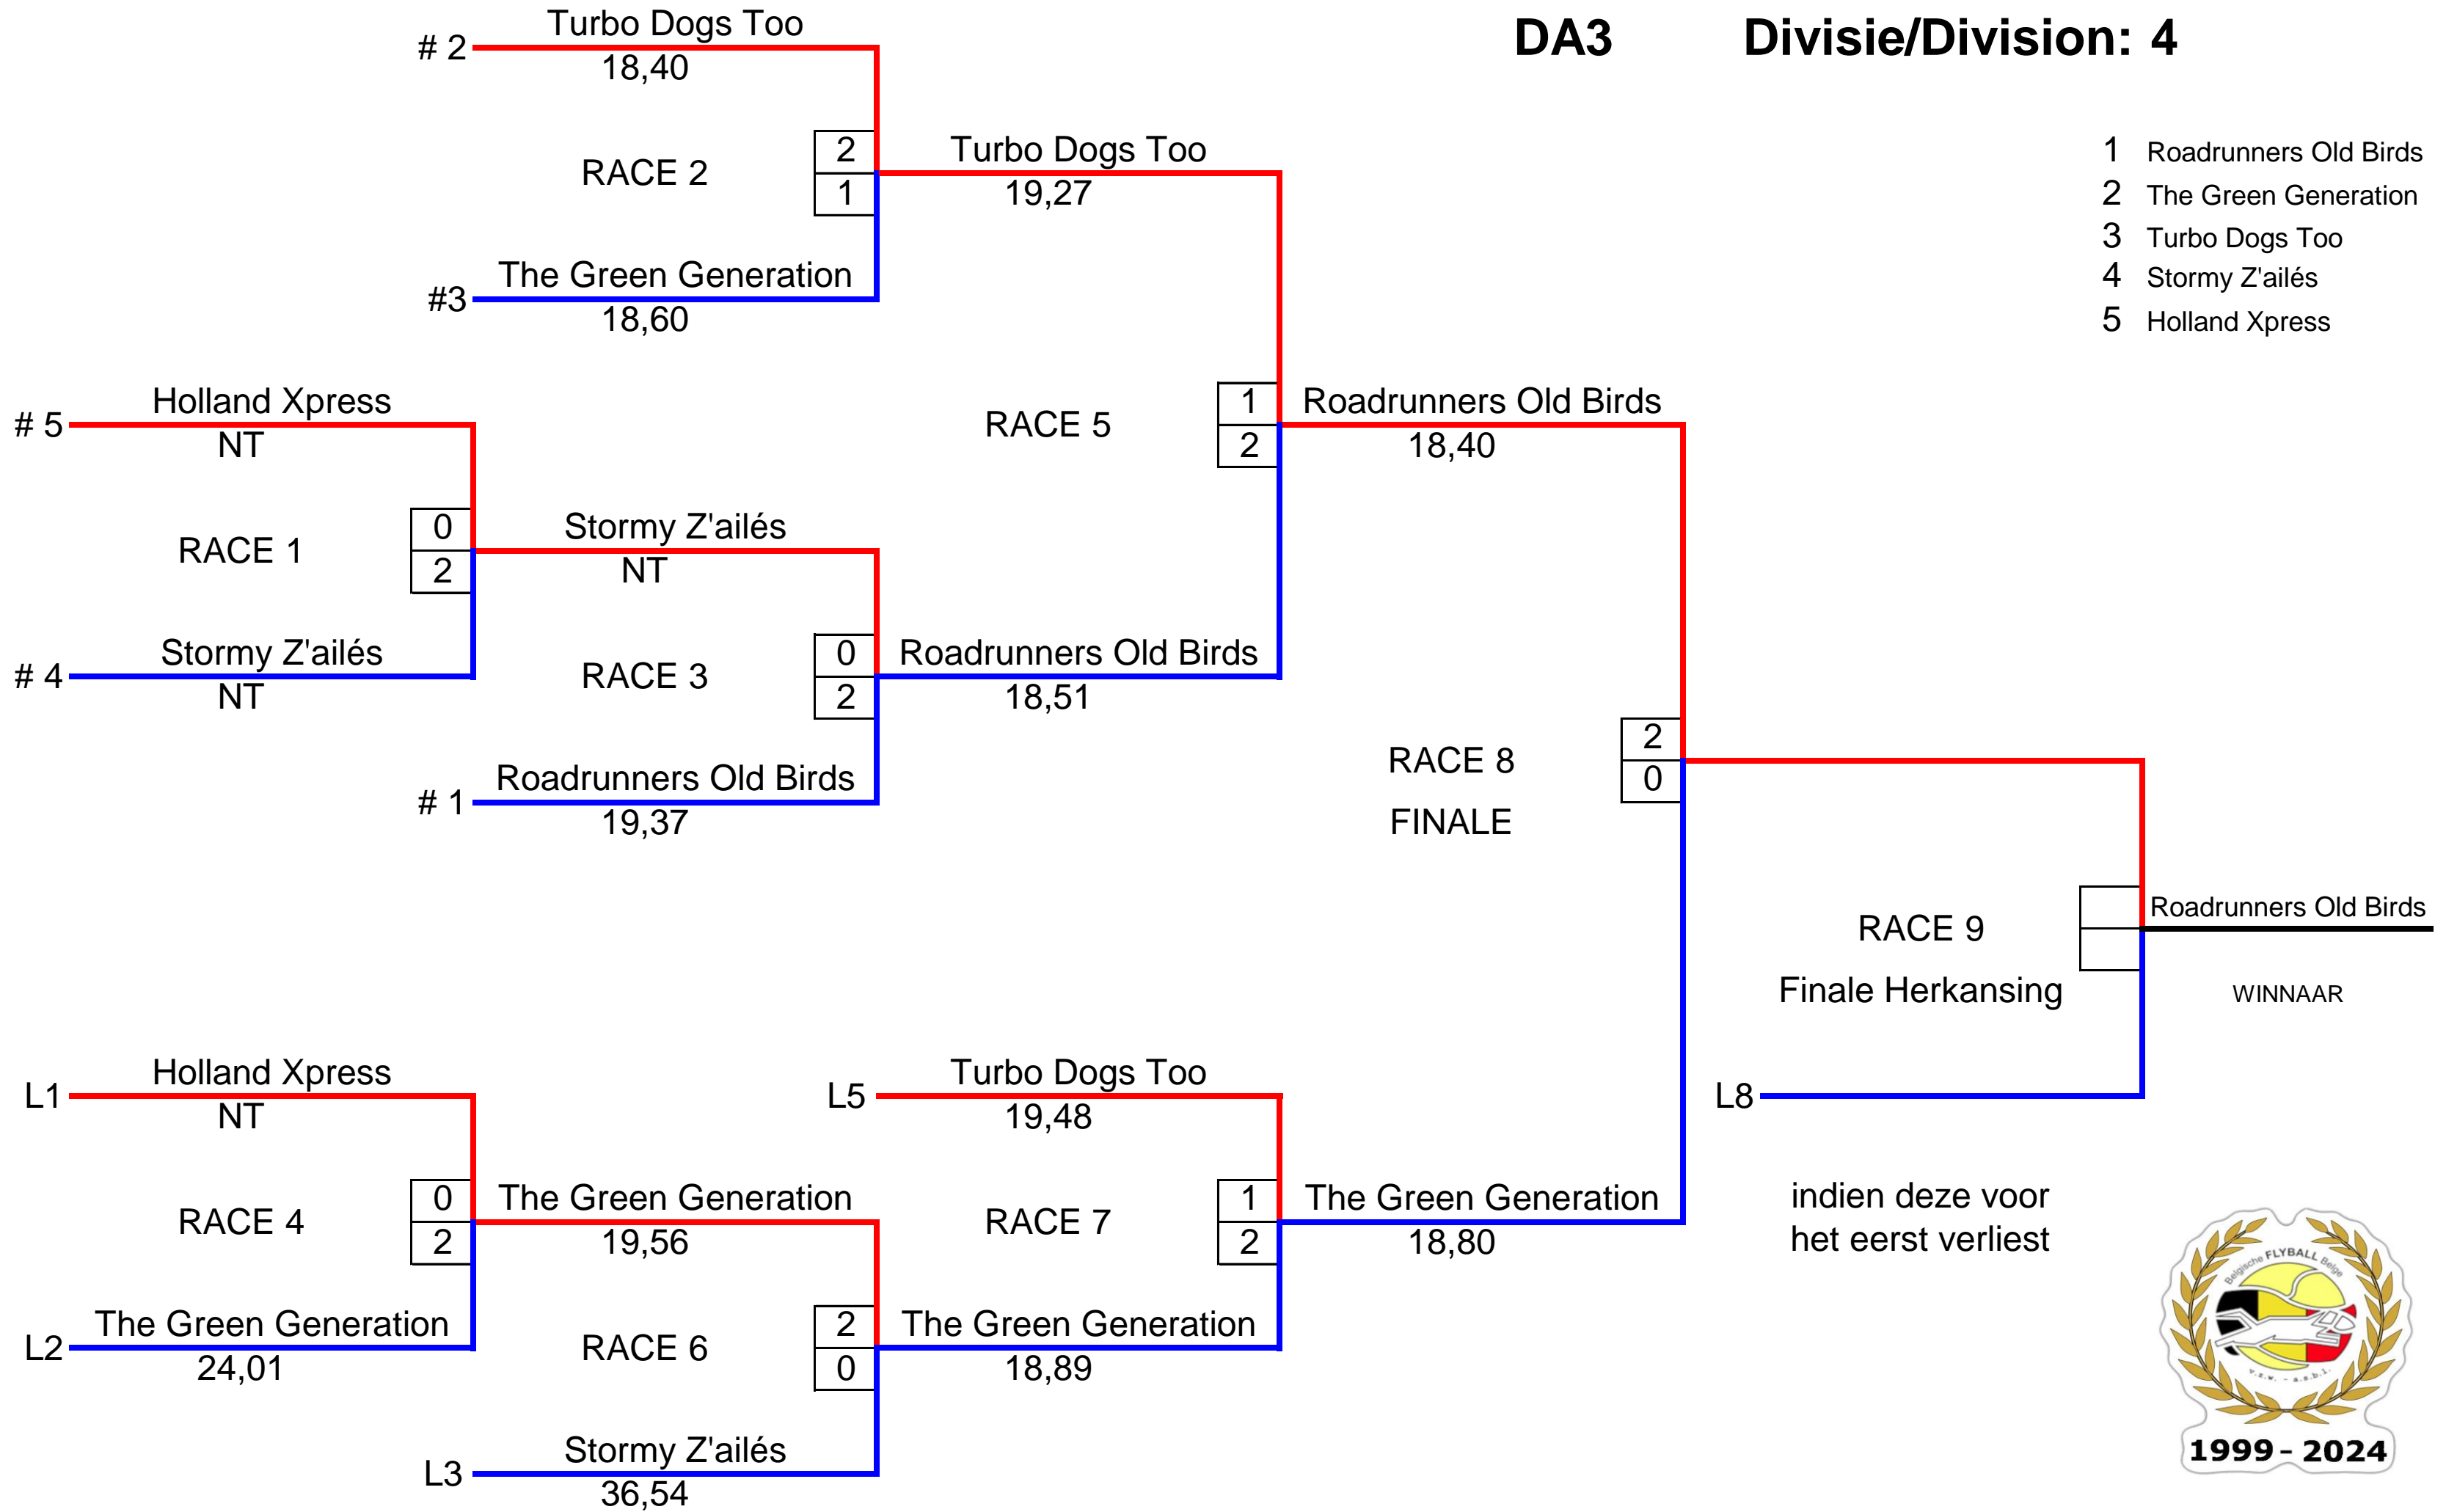 DA3 Divisie/Division: 4
1 Roadrunners Old Birds
2 The Green Generation
3 Turbo Dogs Too
4 Stormy Z'ailés
5 Holland Xpress
# 2 Turbo Dogs Too
18,40
RACE 2
2
1
#3 The Green Generation
18,60
Turbo Dogs Too
19,27
# 5 Holland Xpress
NT
RACE 1
0
2
# 4 Stormy Z'ailés
NT
Stormy Z'ailés
NT
RACE 3
0
2
# 1 Roadrunners Old Birds
19,37
Roadrunners Old Birds
18,51
RACE 5
1
2
Roadrunners Old Birds
18,40
RACE 8
FINALE
2
0
RACE 9
Finale Herkansing
Roadrunners Old Birds
WINNAAR
L1 Holland Xpress
NT
RACE 4
0
2
L2 The Green Generation
24,01
The Green Generation
19,56
RACE 6
2
0
L3 Stormy Z'ailés
36,54
L5 Turbo Dogs Too
19,48
RACE 7
1
2
The Green Generation
18,89
The Green Generation
18,80
L8
indien deze voor
het eerst verliest
Belgische FLYBALL Belge
v.z.w. - a.s.b.l.
1999 - 2024